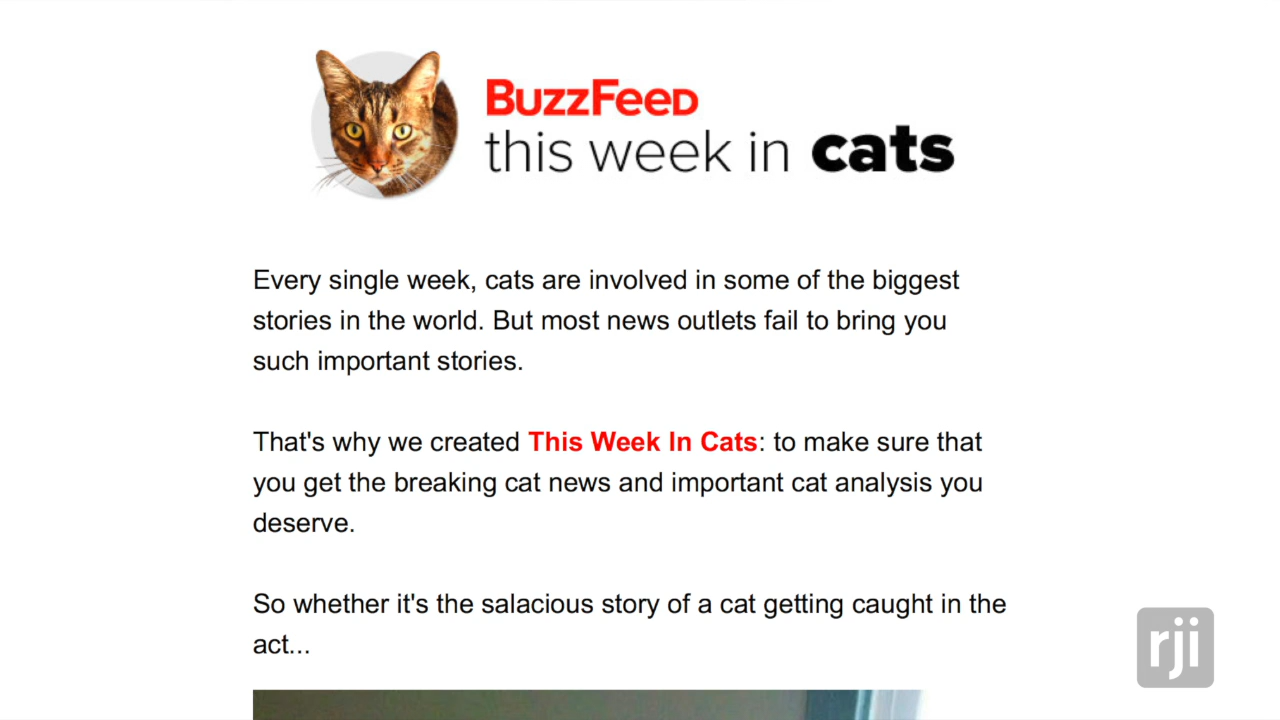 BuzzFeed
this week in cats
Every single week, cats are involved in some of the biggest
stories in the world. But most news outlets fail to bring you
such important stories.
That's why we created This Week In Cats: to make sure that
you get the breaking cat news and important cat analysis you
deserve.
So whether it's the salacious story of a cat getting caught in the
act...
rji